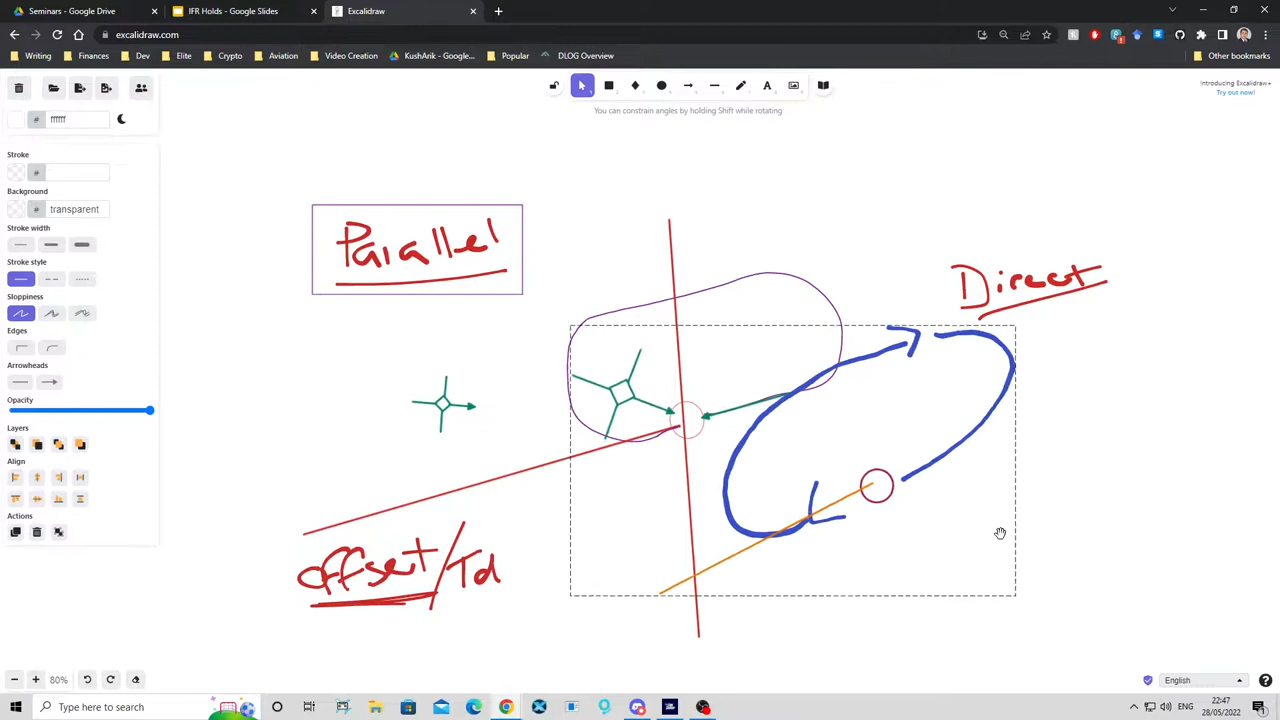 Seminars - Google Drive
IFR Holds - Google Slides
Excalidraw
excalidraw.com
Writing
Finances
Dev
Elite
Crypto
Aviation
Video Creation
KushArik - Google...
Popular
DLOG Overview
Other bookmarks
Introducing Excalidraw+
Try out now!
You can constrain angles by holding Shift while rotating
# ffffff
Stroke
#
Background
# transparent
Stroke width
Stroke style
Sloppiness
Edges
Arrowheads
Opacity
Layers
Align
Actions
Parallel
Direct
offset/Td
80%
English
Type here to search
ENG
22:47
28/05/2022